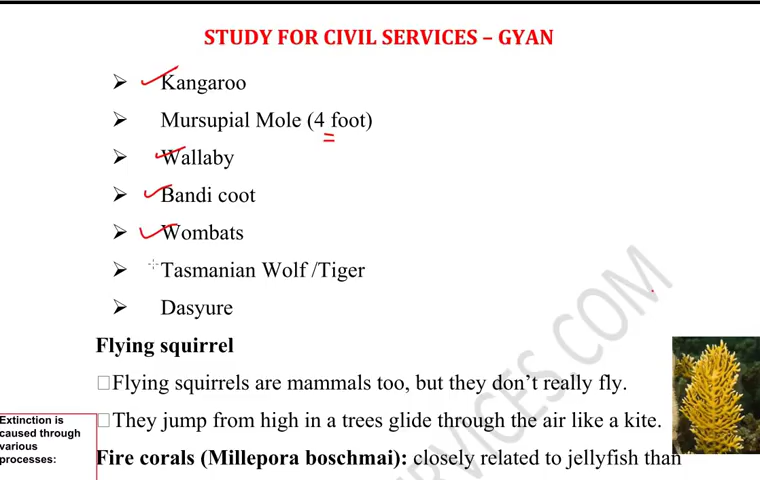 STUDY FOR CIVIL SERVICES – GYAN
➢ Kangaroo
➢ Mursupial Mole (4 foot)
➢ Wallaby
➢ Bandi coot
➢ Wombats
➢ Tasmanian Wolf /Tiger
➢ Dasyure
Flying squirrel
Flying squirrels are mammals too, but they don’t really fly.
They jump from high in a trees glide through the air like a kite.
Extinction is
caused through
various
processes:
Fire corals (Millepora boschmai): closely related to jellyfish than
SERVICES.COM